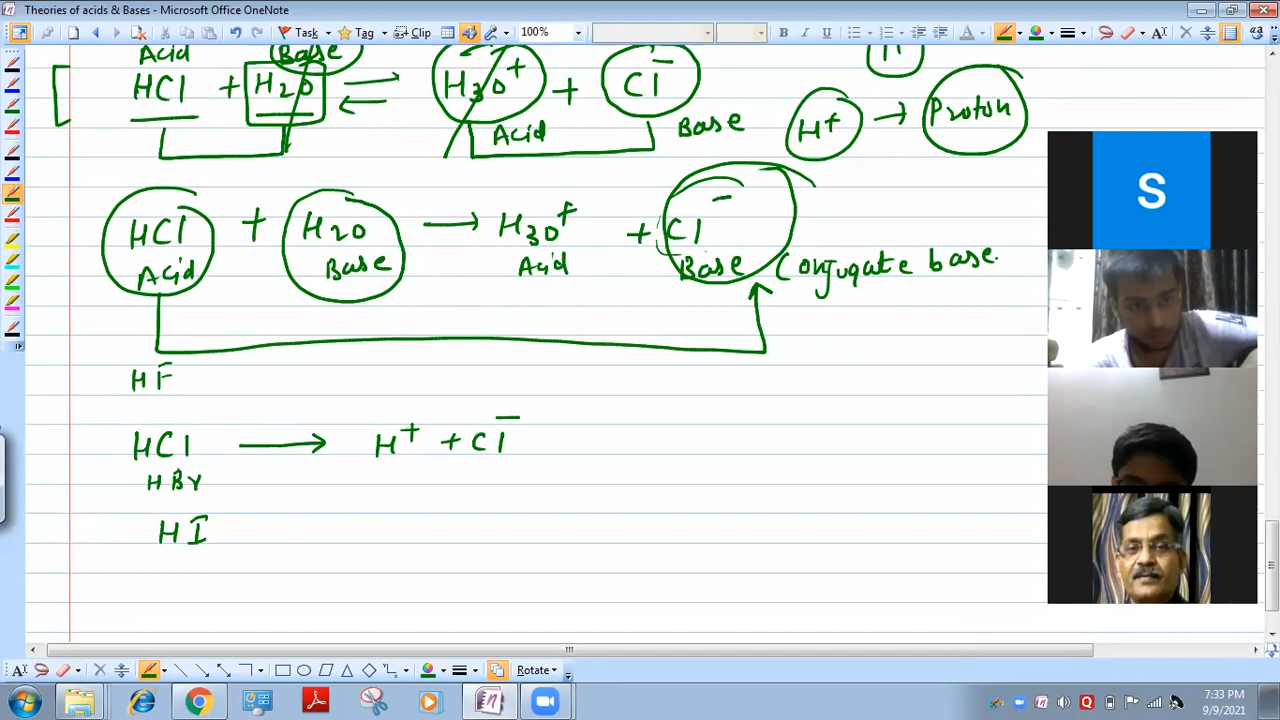 Theories of acids & Bases - Microsoft Office OneNote
Task Tag Clip 100%
Acid Base
HCl + H2O ⇌ H3O+ + Cl−
Acid Base
H+ → Proton
HCl + H2O → H3O+ + Cl−
Acid Base Acid Base Conjugate base.
HF
HCl → H+ + Cl−
HBr
HI
S
Rotate
7:33 PM
9/9/2021